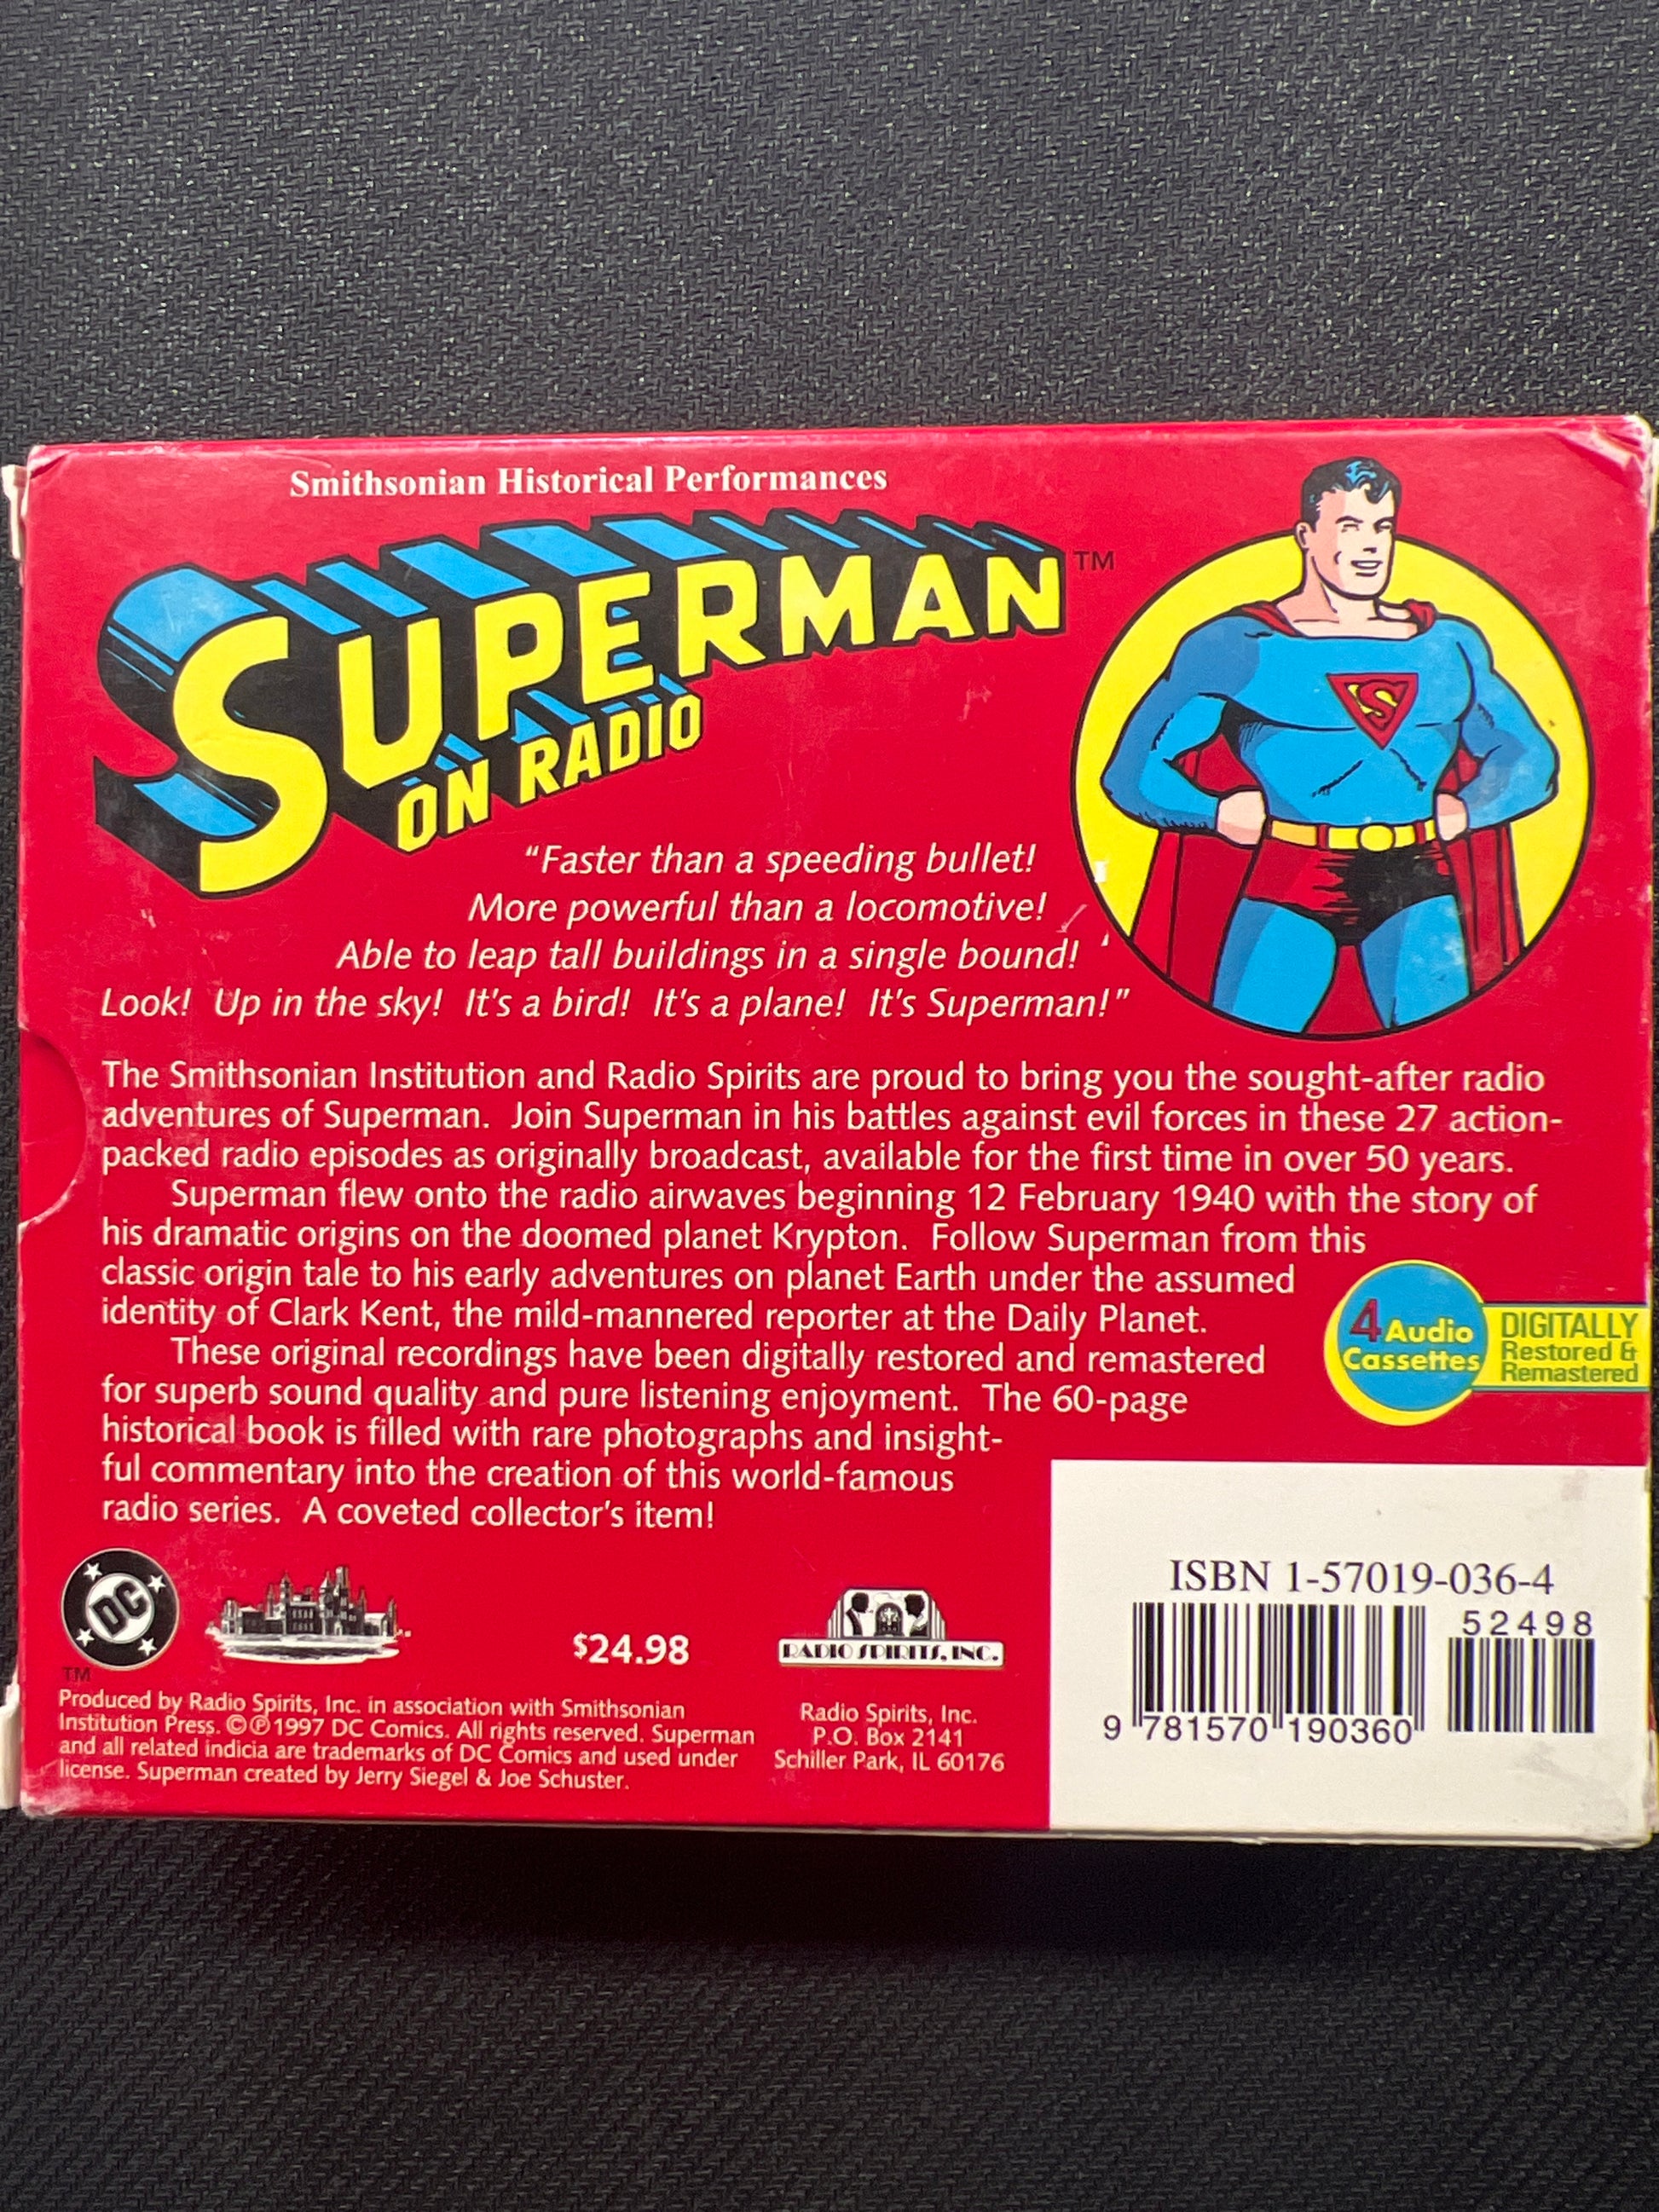 Smithsonian Historical Performances
SUPERMAN TM
ON RADIO
S
“Faster than a speeding bullet!
More powerful than a locomotive!
Able to leap tall buildings in a single bound!
Look! Up in the sky! It's a bird! It's a plane! It's Superman!”
The Smithsonian Institution and Radio Spirits are proud to bring you the sought-after radio
adventures of Superman. Join Superman in his battles against evil forces in these 27 action-
packed radio episodes as originally broadcast, available for the first time in over 50 years.
Superman flew onto the radio airwaves beginning 12 February 1940 with the story of
his dramatic origins on the doomed planet Krypton. Follow Superman from this
classic origin tale to his early adventures on planet Earth under the assumed
identity of Clark Kent, the mild-mannered reporter at the Daily Planet.
These original recordings have been digitally restored and remastered
for superb sound quality and pure listening enjoyment. The 60-page
historical book is filled with rare photographs and insight-
ful commentary into the creation of this world-famous
radio series. A coveted collector's item!
4 Audio
Cassettes
DIGITALLY
Restored &
Remastered
DC
TM
$24.98
RADIO SPIRITS, INC.
Produced by Radio Spirits, Inc. in association with Smithsonian
Institution Press. ©℗1997 DC Comics. All rights reserved. Superman
and all related indicia are trademarks of DC Comics and used under
license. Superman created by Jerry Siegel & Joe Schuster.
Radio Spirits, Inc.
P.O. Box 2141
Schiller Park, IL 60176
ISBN 1-57019-036-4
52498
9 781570 190360